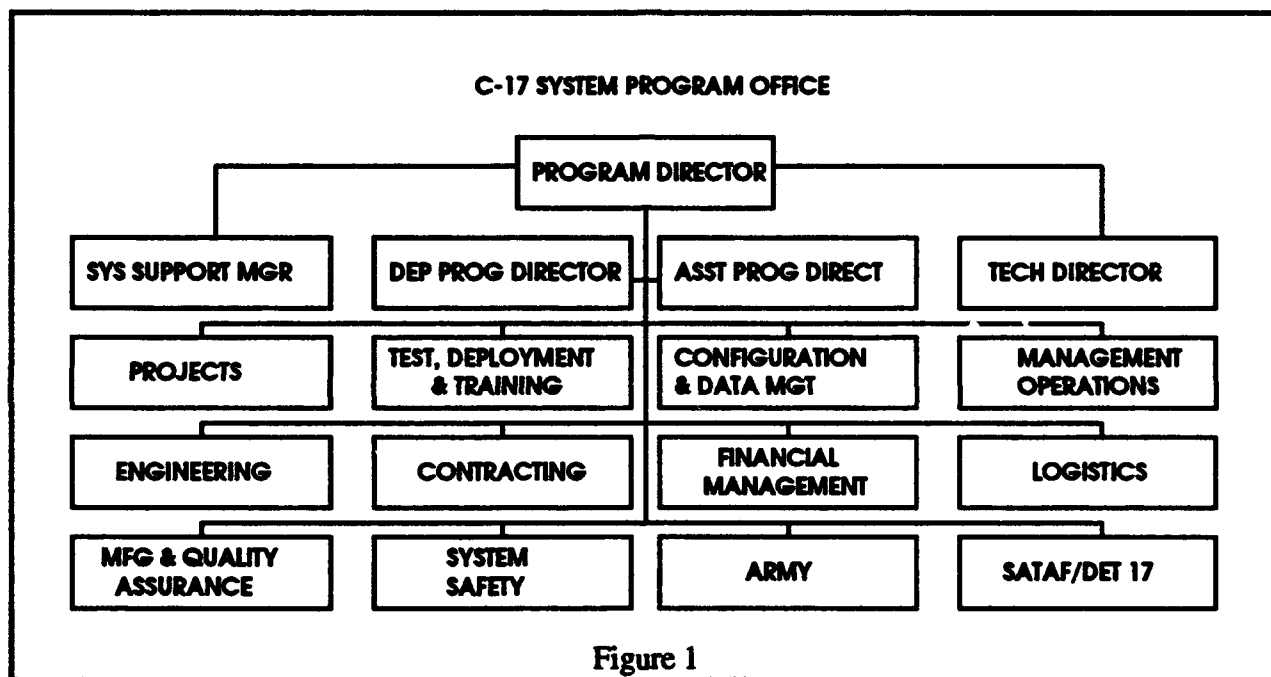 C-17 SYSTEM PROGRAM OFFICE
PROGRAM DIRECTOR
SYS SUPPORT MGR
DEP PROG DIRECTOR
ASST PROG DIRECT
TECH DIRECTOR
PROJECTS
TEST, DEPLOYMENT
& TRAINING
CONFIGURATION
& DATA MGT
MANAGEMENT
OPERATIONS
ENGINEERING
CONTRACTING
FINANCIAL
MANAGEMENT
LOGISTICS
MFG & QUALITY
ASSURANCE
SYSTEM
SAFETY
ARMY
SATAF/DET 17
Figure 1